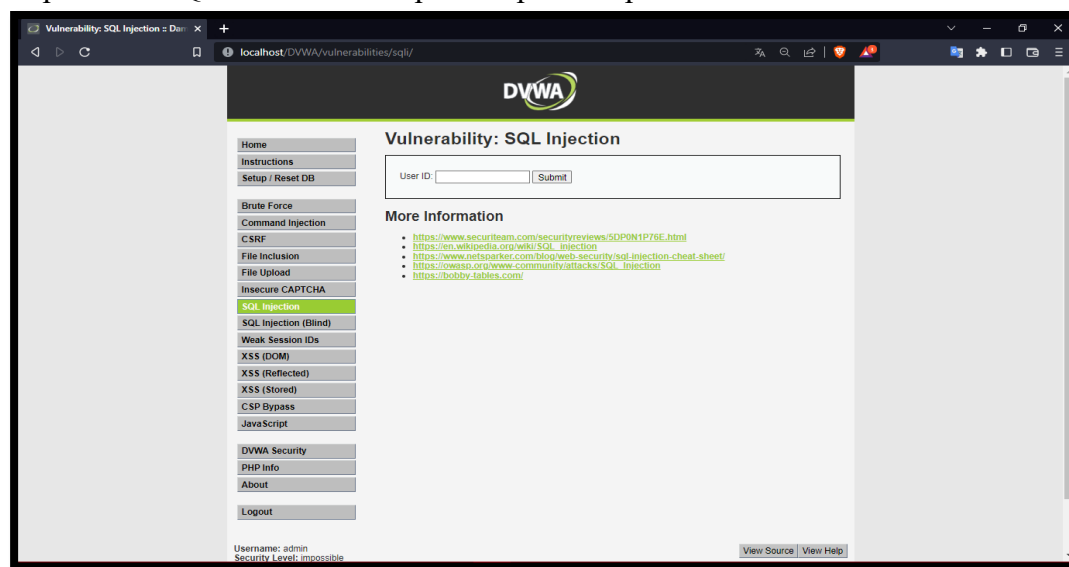 Vulnerability: SQL Injection :: Dam
localhost/DVWA/vulnerabilities/sqli/
DVWA
Home
Instructions
Setup / Reset DB
Brute Force
Command Injection
CSRF
File Inclusion
File Upload
Insecure CAPTCHA
SQL Injection
SQL Injection (Blind)
Weak Session IDs
XSS (DOM)
XSS (Reflected)
XSS (Stored)
CSP Bypass
JavaScript
DVWA Security
PHP Info
About
Logout
Vulnerability: SQL Injection
User ID: Submit
More Information
https://www.securiteam.com/securityreviews/5DP0N1P76E.html
https://en.wikipedia.org/wiki/SQL_injection
https://www.netsparker.com/blog/web-security/sql-injection-cheat-sheet/
https://owasp.org/www-community/attacks/SQL_Injection
https://bobby-tables.com/
Username: admin
Security Level: impossible
View Source View Help